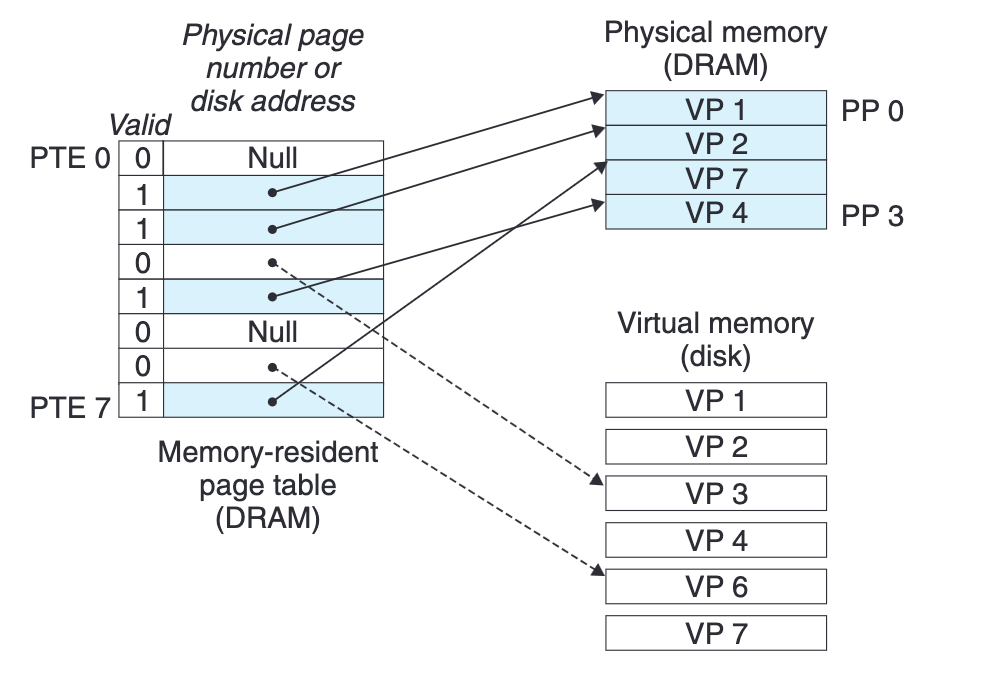 Physical page
number or
disk address
Valid
PTE 0 0 Null
1
1
0
1
0 Null
0
PTE 7 1
Memory-resident
page table
(DRAM)
Physical memory
(DRAM)
VP 1 PP 0
VP 2
VP 7
VP 4 PP 3
Virtual memory
(disk)
VP 1
VP 2
VP 3
VP 4
VP 6
VP 7